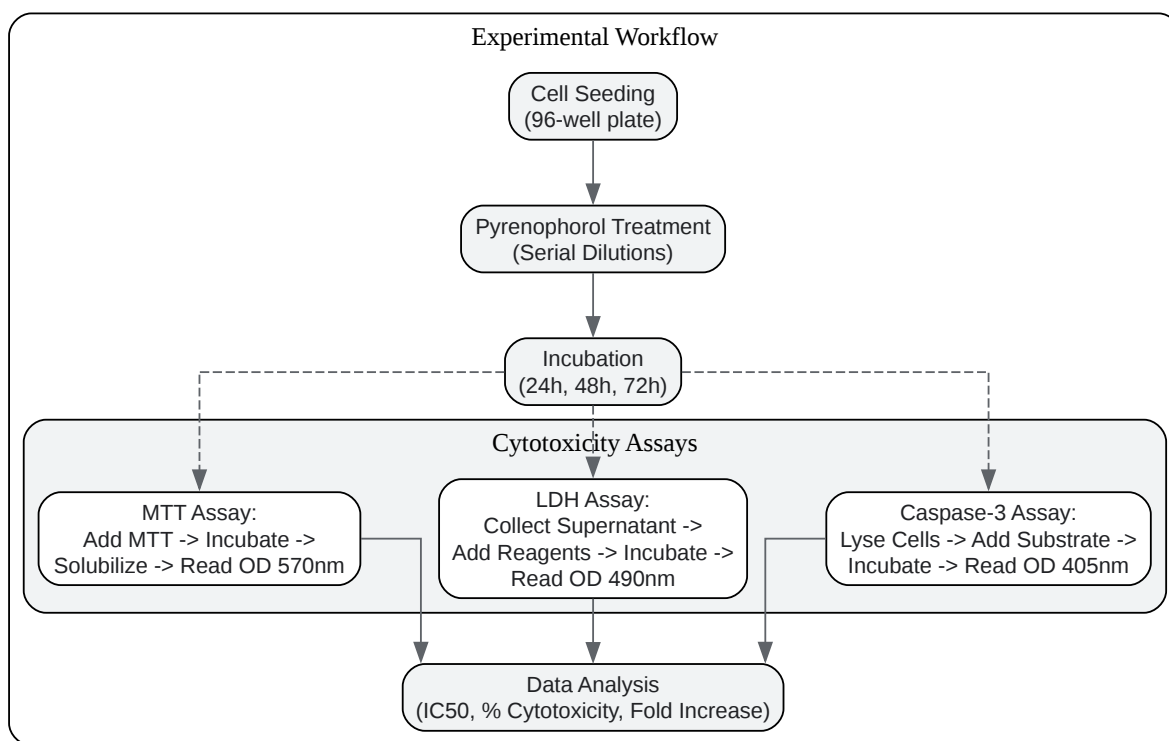 Experimental Workflow
Cell Seeding
(96-well plate)
Pyrenophorol Treatment
(Serial Dilutions)
Incubation
(24h, 48h, 72h)
Cytotoxicity Assays
MTT Assay:
Add MTT -> Incubate ->
Solubilize -> Read OD 570nm
LDH Assay:
Collect Supernatant ->
Add Reagents -> Incubate ->
Read OD 490nm
Caspase-3 Assay:
Lyse Cells -> Add Substrate ->
Incubate -> Read OD 405nm
Data Analysis
(IC50, % Cytotoxicity, Fold Increase)